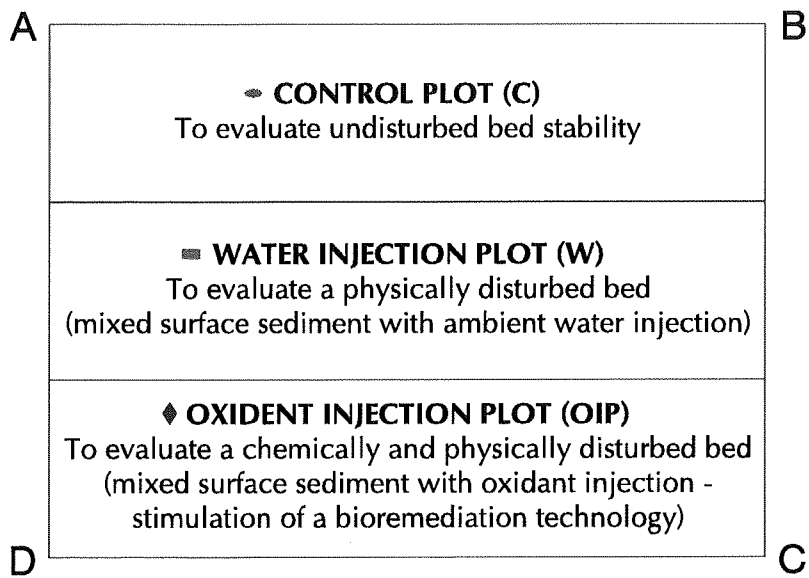 A
B
CONTROL PLOT (C)
To evaluate undisturbed bed stability
WATER INJECTION PLOT (W)
To evaluate a physically disturbed bed
(mixed surface sediment with ambient water injection)
OXIDENT INJECTION PLOT (OIP)
To evaluate a chemically and physically disturbed bed
(mixed surface sediment with oxidant injection -
stimulation of a bioremediation technology)
D
C